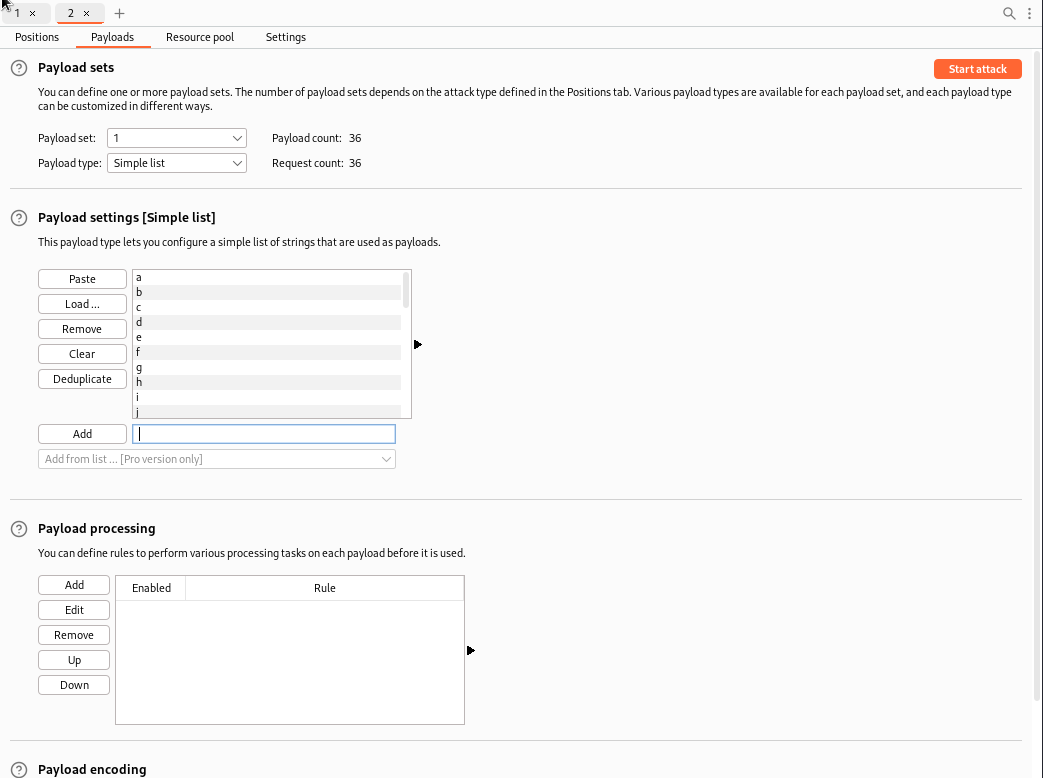 1 × 2 × +
Positions Payloads Resource pool Settings
Payload sets
Start attack
You can define one or more payload sets. The number of payload sets depends on the attack type defined in the Positions tab. Various payload types are available for each payload set, and each payload type
can be customized in different ways.
Payload set: 1 Payload count: 36
Payload type: Simple list Request count: 36
Payload settings [Simple list]
This payload type lets you configure a simple list of strings that are used as payloads.
Paste
Load ...
Remove
Clear
Deduplicate
a
b
c
d
e
f
g
h
i
j
Add
Add from list ... [Pro version only]
Payload processing
You can define rules to perform various processing tasks on each payload before it is used.
Add
Edit
Remove
Up
Down
Enabled Rule
Payload encoding